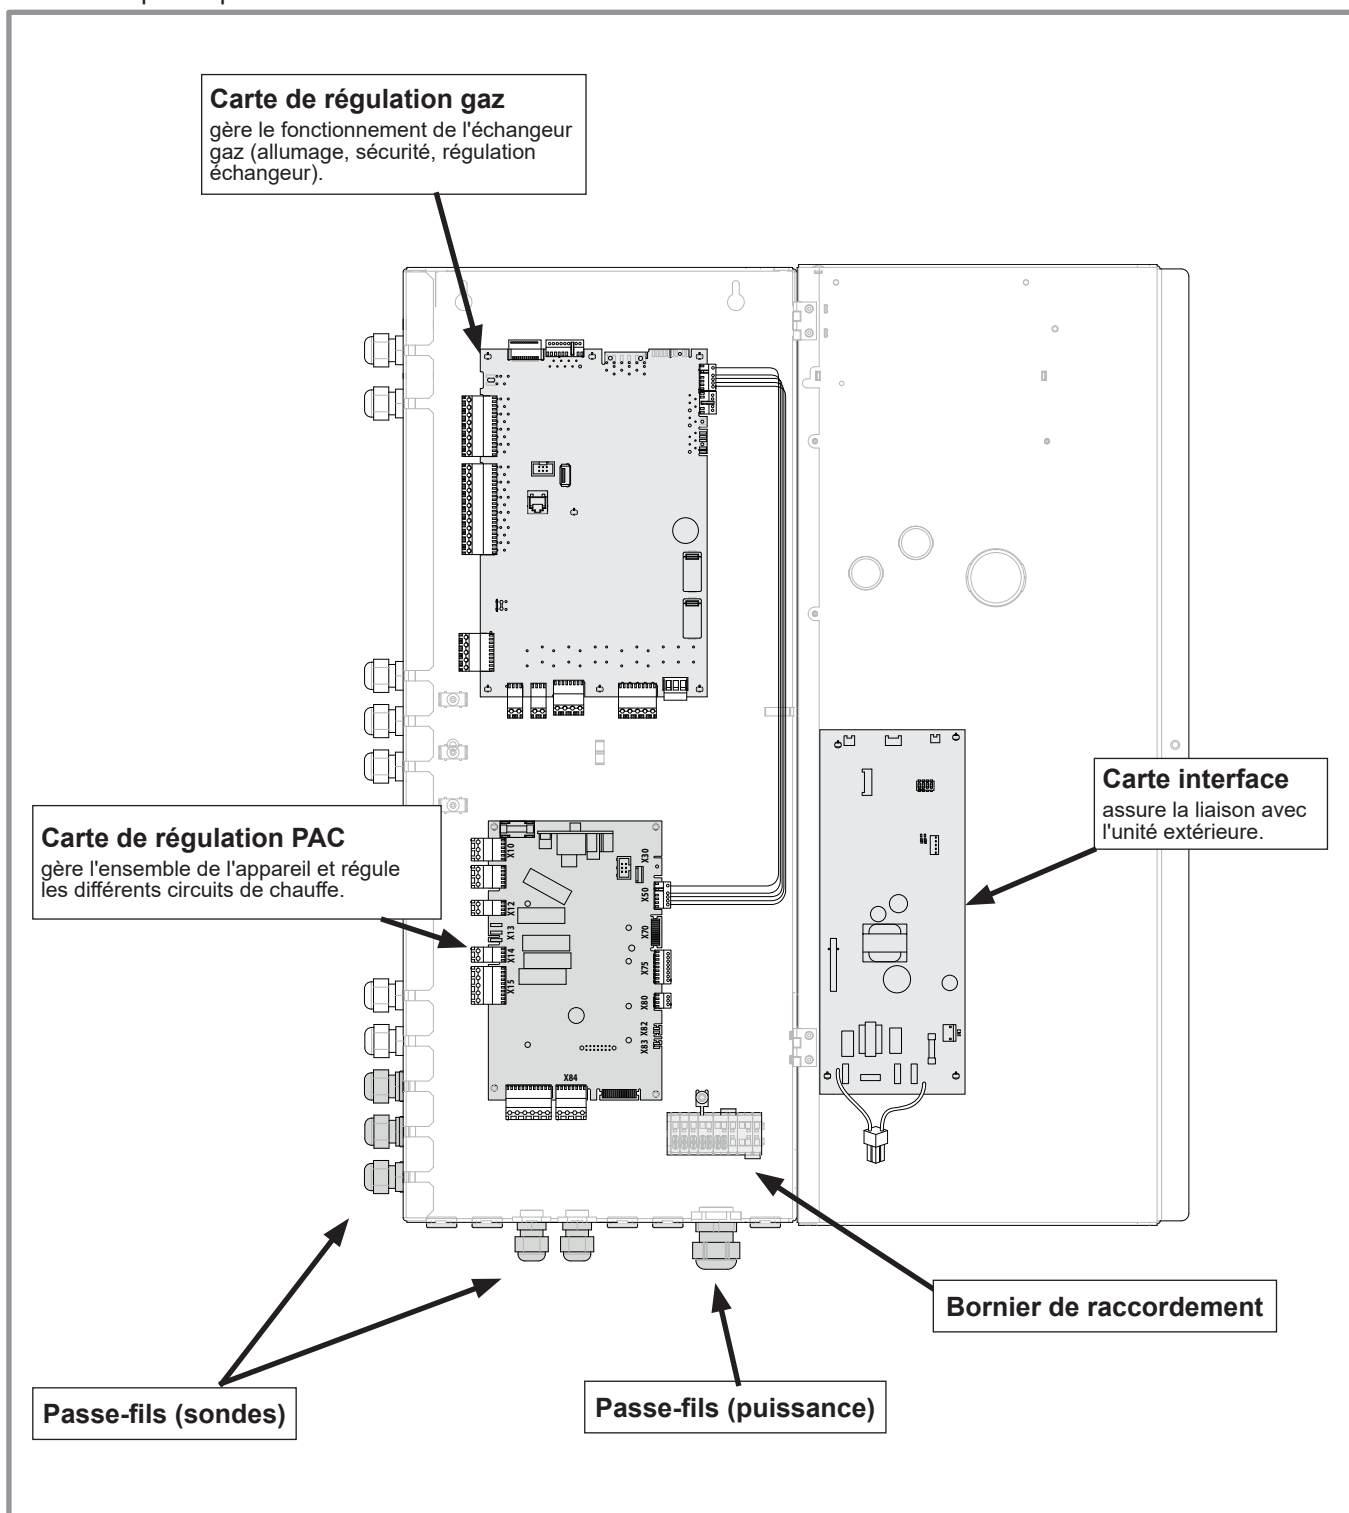 Carte de régulation gaz
gère le fonctionnement de l'échangeur
gaz (allumage, sécurité, régulation
échangeur).
Carte interface
assure la liaison avec
l'unité extérieure.
Carte de régulation PAC
gère l'ensemble de l'appareil et régule
les différents circuits de chauffe.
X10
X12
X13
X14
X15
X30
X50
X70
X75
X80
X82
X83
X84
Bornier de raccordement
Passe-fils (sondes)
Passe-fils (puissance)